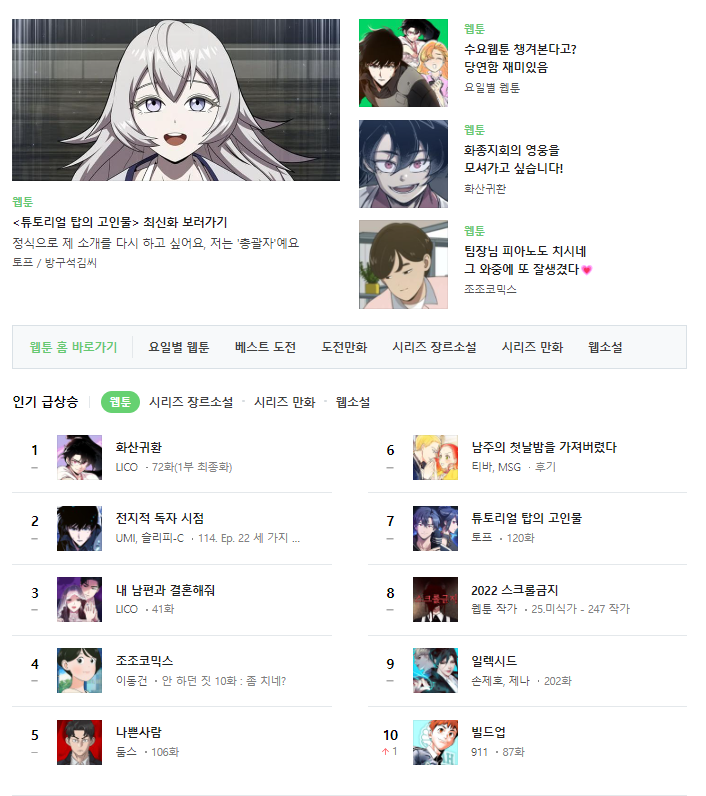 웹툰
<튜토리얼 탑의 고인물> 최신화 보러가기
정식으로 제 소개를 다시 하고 싶어요, 저는 '총괄자'예요
토프 / 방구석김씨
웹툰
수요웹툰 챙겨본다고?
당연함 재미있음
요일별 웹툰
웹툰
화종지회의 영웅을
모셔가고 싶습니다!
화산귀환
웹툰
팀장님 피아노도 치시네
그 와중에 또 잘생겼다💗
조조코믹스
웹툰 홈 바로가기 요일별 웹툰 베스트 도전 도전만화 시리즈 장르소설 시리즈 만화 웹소설
인기 급상승 웹툰 시리즈 장르소설 · 시리즈 만화 · 웹소설
1 화산귀환
– LICO · 72화(1부 최종화)
2 전지적 독자 시점
– UMI, 슬리피-C · 114. Ep. 22 세 가지 ...
3 내 남편과 결혼해줘
– LICO · 41화
4 조조코믹스
– 이동건 · 안 하던 짓 10화 : 좀 치네?
5 나쁜사람
– 둠스 · 106화
6 남주의 첫날밤을 가져버렸다
– 티바, MSG · 후기
7 튜토리얼 탑의 고인물
– 토프 · 120화
스크롤금지
8 2022 스크롤금지
– 웹툰 작가 · 25.미식가 - 247 작가
9 일렉시드
– 손제호, 제나 · 202화
10 빌드업
↑ 1 911 · 87화